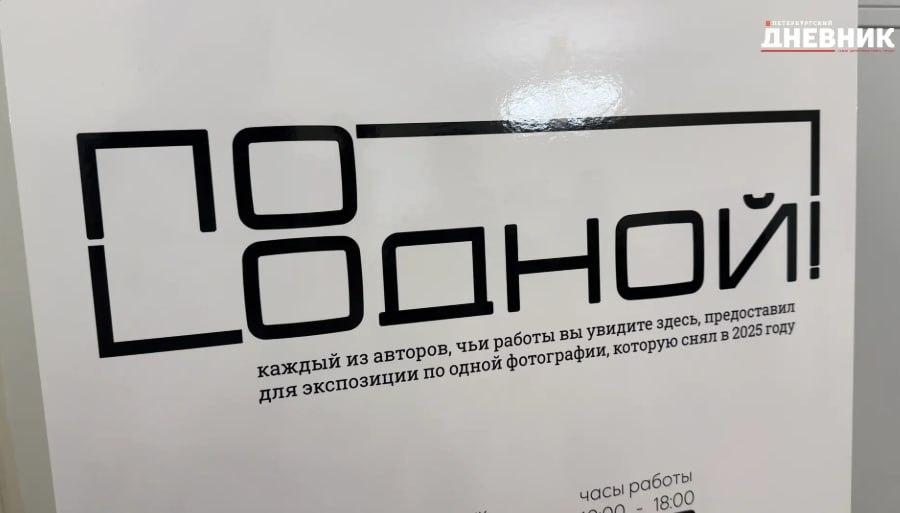 ПЕТЕРБУРГСКИЙ
ДНЕВНИК
ПО
ОДНОЙ!
каждый из авторов, чьи работы вы увидите здесь, предоставил
для экспозиции по одной фотографии, которую снял в 2025 году
часы работы
- 18:00